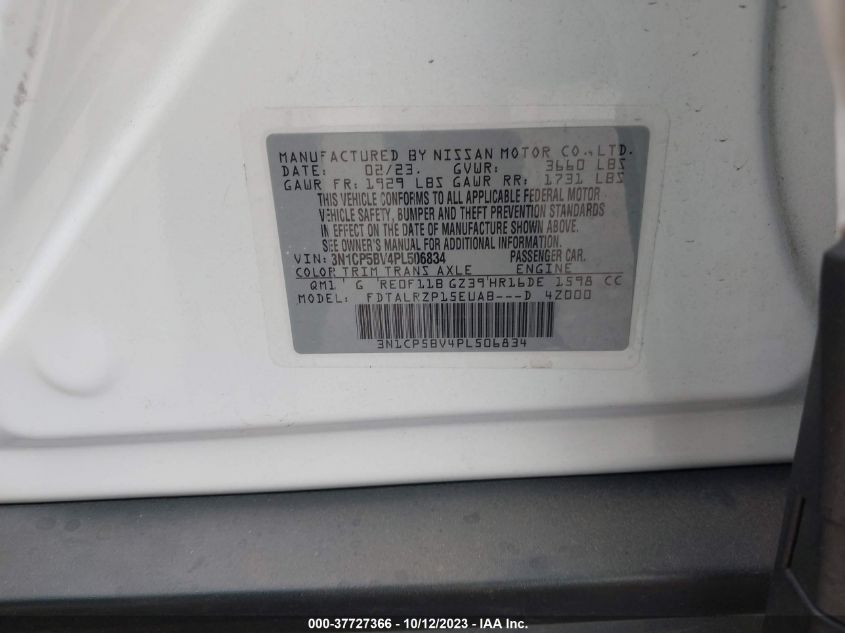 MANUFACTURED BY NISSAN MOTOR CO., LTD.
DATE: 02/23. GVWR: 3660 LBS
GAWR FR: 1929 LBS GAWR RR: 1731 LBS
THIS VEHICLE CONFORMS TO ALL APPLICABLE FEDERAL MOTOR
VEHICLE SAFETY, BUMPER AND THEFT PREVENTION STANDARDS
IN EFFECT ON THE DATE OF MANUFACTURE SHOWN ABOVE.
SEE OWNER'S MANUAL FOR ADDITIONAL INFORMATION.
VIN: 3N1CP5BV4PL506834 PASSENGER CAR.
COLOR TRIM TRANS AXLE ENGINE
QM1 ' G 'RE0F11B GZ39'HR16DE 1598 CC
MODEL: FDTALRZP15EUAB---D 4Z000
3N1CP5BV4PL506834
000-37727366 - 10/12/2023 - IAA Inc.